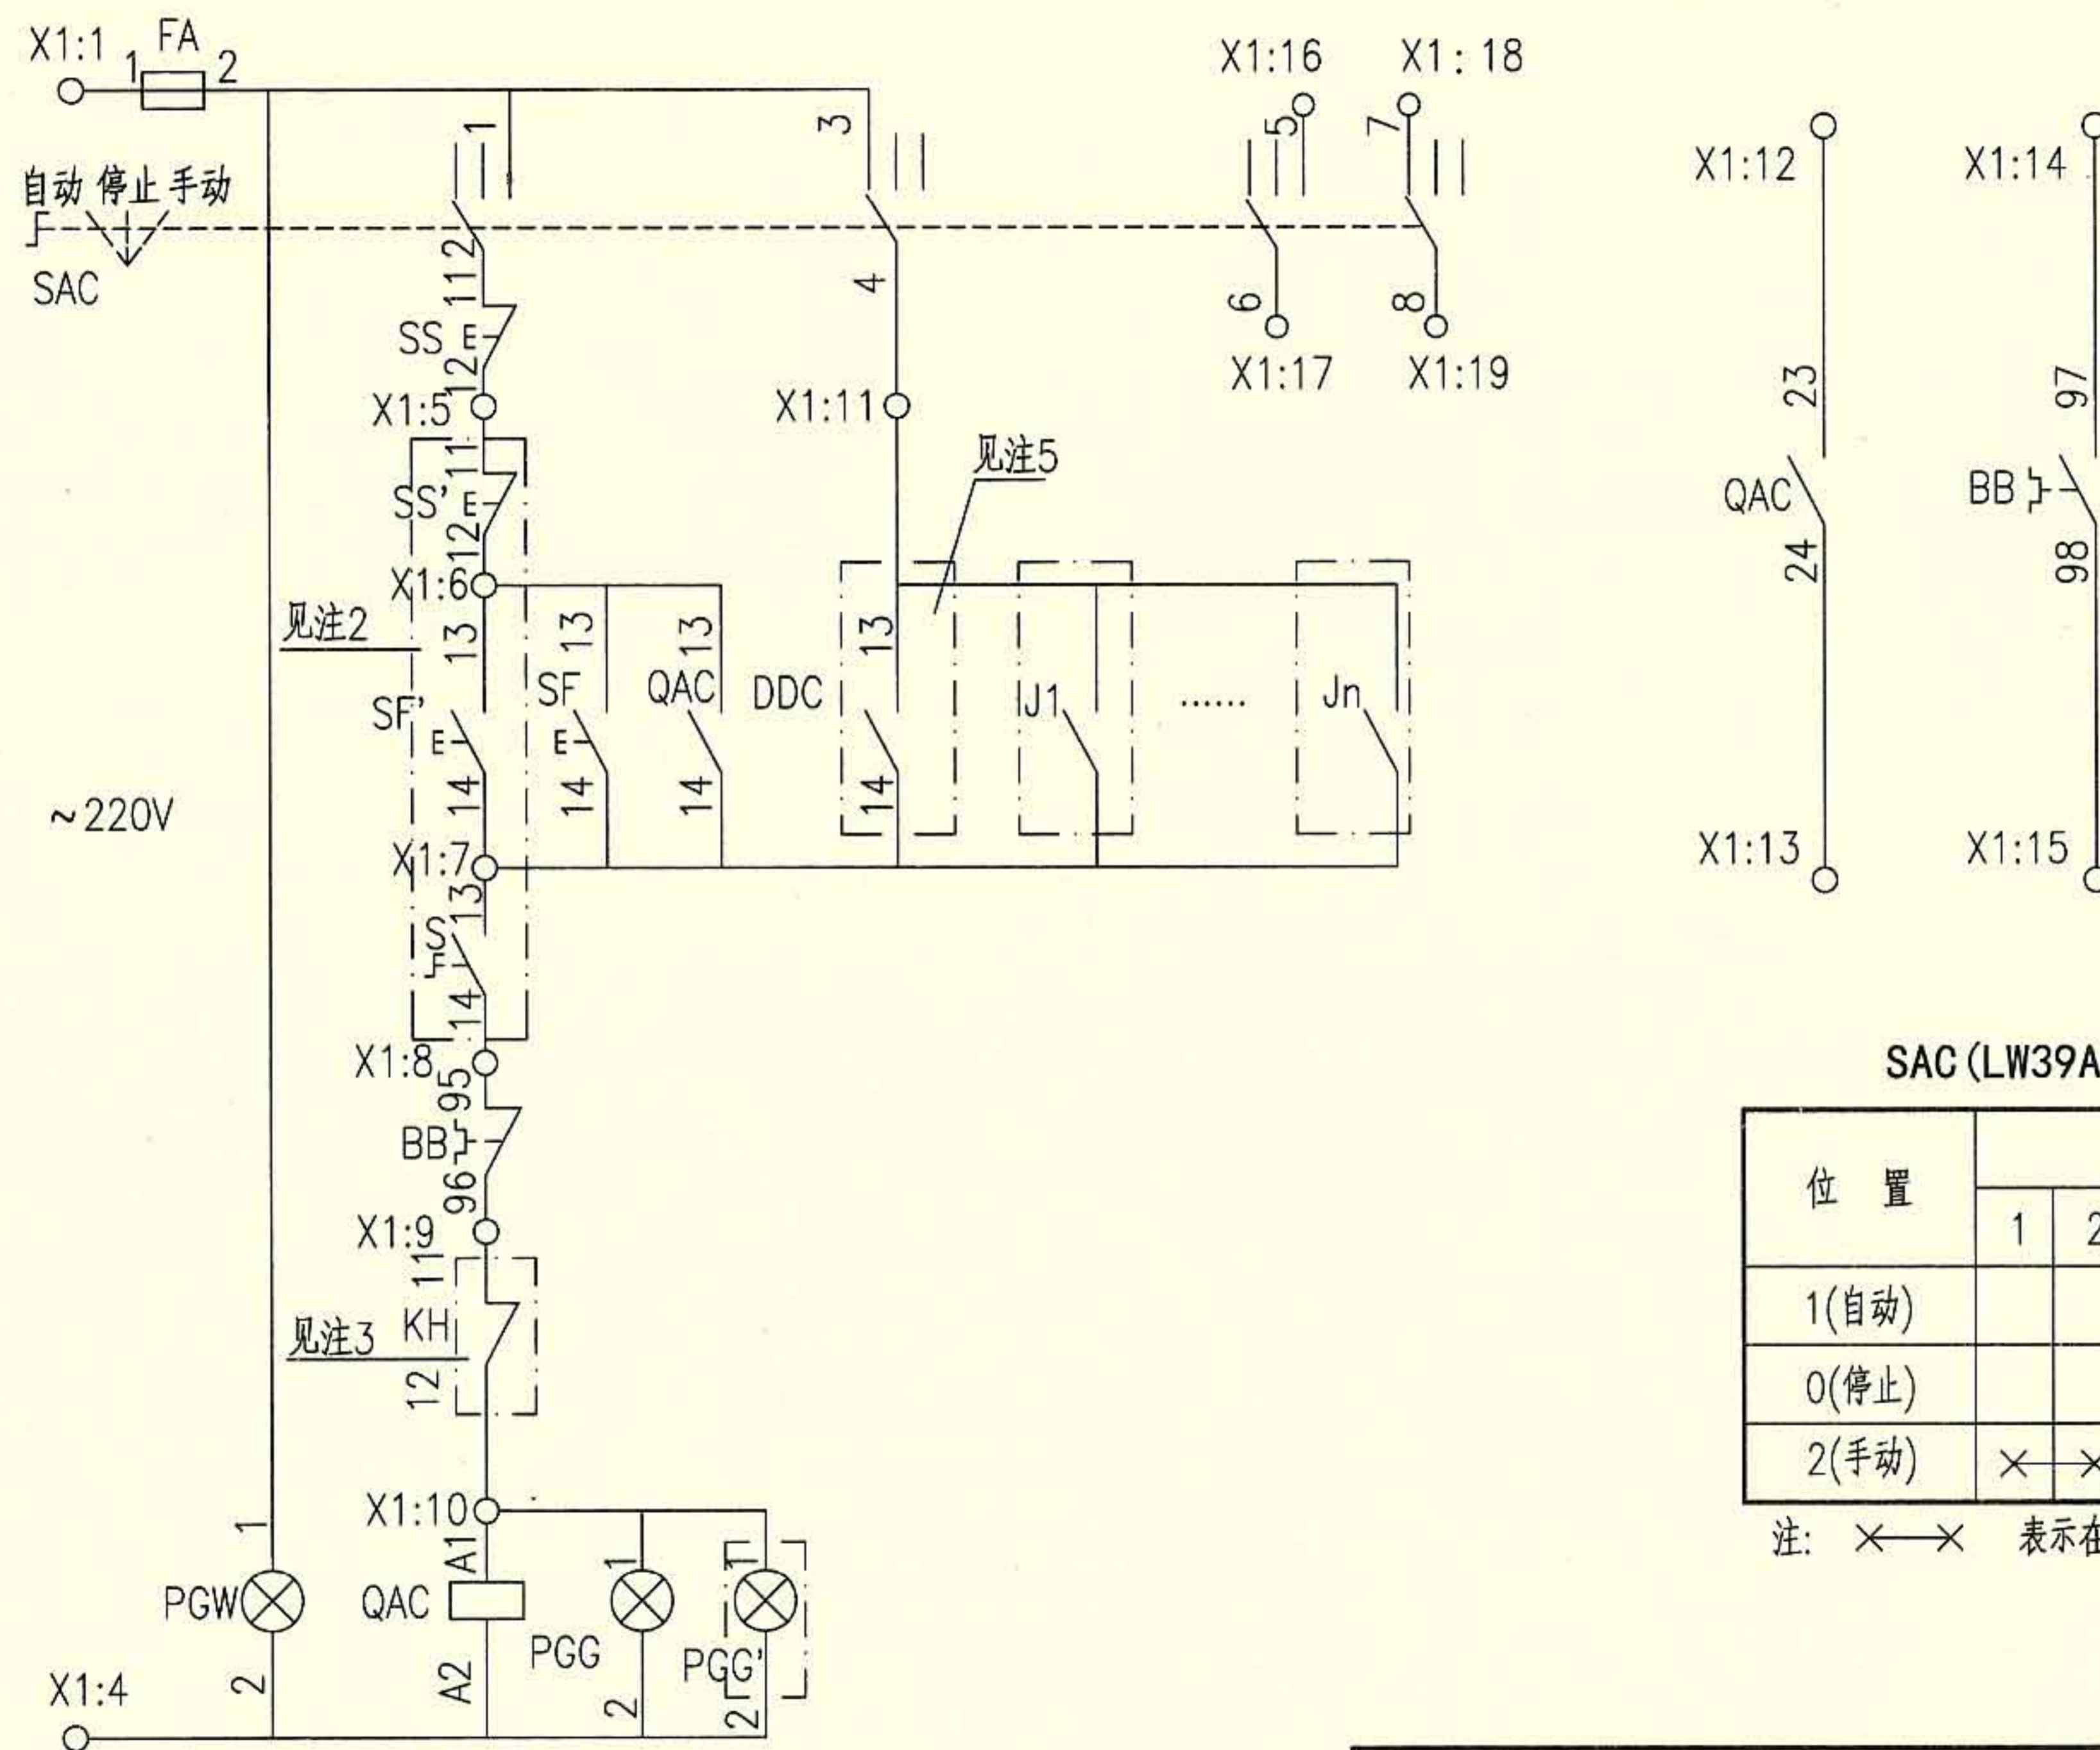 X1:1 1 FA 2
X1:16 X1:18
1 3 5 7
X1:12 X1:14
自动 停止 手动
SAC
2 4 6 8
X1:17 X1:19
11
SS E
12
X1:5 X1:11
11
SS' E
12
见注5
23 97
QAC BB
24 98
X1:6
见注2
13 13 13 13
SF' E SF E QAC DDC J1 …… Jn
14 14 14 14
~220V
X1:7
X1:13 X1:15
13
S
14
X1:8
95
BB
96
X1:9
11
见注3 KH
12
SAC(LW39A
位 置
1 2
1(自动)
0(停止)
2(手动) × ×
注: ×—× 表示在
X1:10
1 A1 1 1
PGW QAC PGG PGG'
2 A2 2 2
X1:4